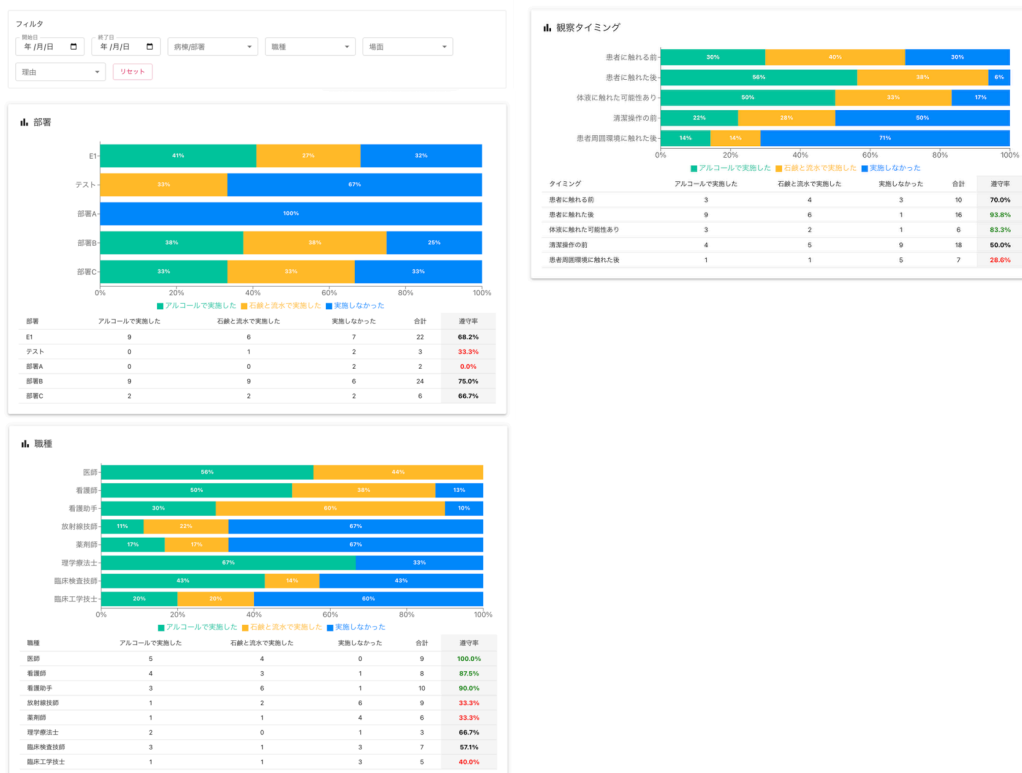 フィルタ
開始日 終了日
年 /月/日 年 /月/日 病棟/部署 職種 場面
理由 リセット
部署
E1 41% 27% 32%
テスト 33% 67%
部署A 100%
部署B 38% 38% 25%
部署C 33% 33% 33%
0% 20% 40% 60% 80% 100%
アルコールで実施した 石鹸と流水で実施した 実施しなかった
部署 アルコールで実施した 石鹸と流水で実施した 実施しなかった 合計 遵守率
E1 9 6 7 22 68.2%
テスト 0 1 2 3 33.3%
部署A 0 0 2 2 0.0%
部署B 9 9 6 24 75.0%
部署C 2 2 2 6 66.7%
職種
医師 56% 44%
看護師 50% 38% 13%
看護助手 30% 60% 10%
放射線技師 11% 22% 67%
薬剤師 17% 17% 67%
理学療法士 67% 33%
臨床検査技師 43% 14% 43%
臨床工学技士 20% 20% 60%
0% 20% 40% 60% 80% 100%
アルコールで実施した 石鹸と流水で実施した 実施しなかった
職種 アルコールで実施した 石鹸と流水で実施した 実施しなかった 合計 遵守率
医師 5 4 0 9 100.0%
看護師 4 3 1 8 87.5%
看護助手 3 6 1 10 90.0%
放射線技師 1 2 6 9 33.3%
薬剤師 1 1 4 6 33.3%
理学療法士 2 0 1 3 66.7%
臨床検査技師 3 1 3 7 57.1%
臨床工学技士 1 1 3 5 40.0%
観察タイミング
患者に触れる前 30% 40% 30%
患者に触れた後 56% 38% 6%
体液に触れた可能性あり 50% 33% 17%
清潔操作の前 22% 28% 50%
患者周囲環境に触れた後 14% 14% 71%
0% 20% 40% 60% 80% 100%
アルコールで実施した 石鹸と流水で実施した 実施しなかった
タイミング アルコールで実施した 石鹸と流水で実施した 実施しなかった 合計 遵守率
患者に触れる前 3 4 3 10 70.0%
患者に触れた後 9 6 1 16 93.8%
体液に触れた可能性あり 3 2 1 6 83.3%
清潔操作の前 4 5 9 18 50.0%
患者周囲環境に触れた後 1 1 5 7 28.6%